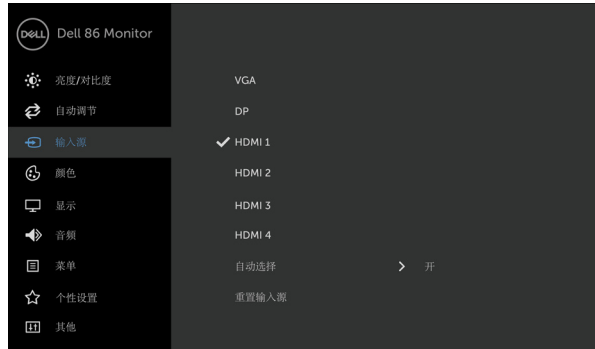 DELL Dell 86 Monitor
亮度/对比度
VGA
自动调节
DP
输入源
HDMI 1
颜色
HDMI 2
显示
HDMI 3
音频
HDMI 4
菜单
自动选择 开
个性设置
重置输入源
其他